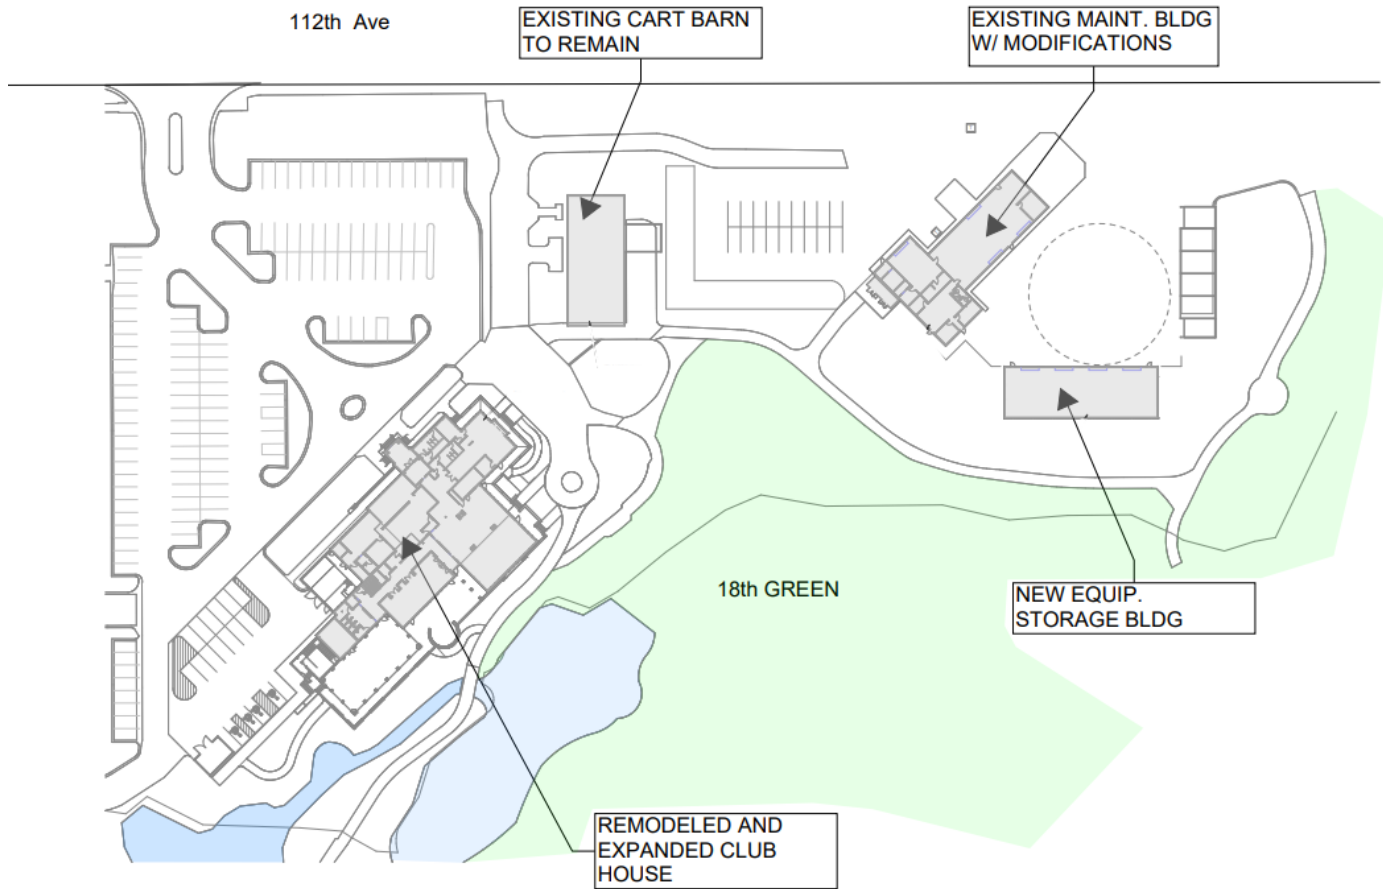 112th Ave
EXISTING CART BARN
TO REMAIN
EXISTING MAINT. BLDG
W/ MODIFICATIONS
18th GREEN
NEW EQUIP.
STORAGE BLDG
REMODELED AND
EXPANDED CLUB
HOUSE